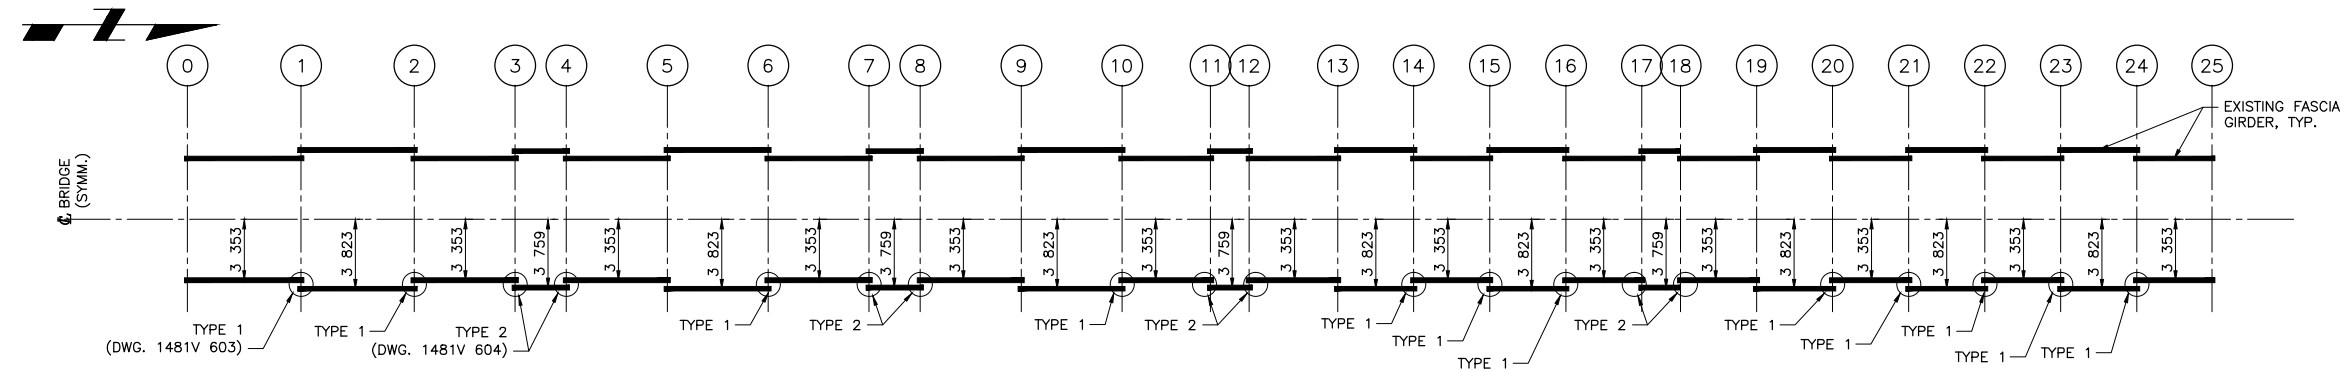 0 1 2 3 4 5 6 7 8 9 10 11 12 13 14 15 16 17 18 19 20 21 22 23 24 25
EXISTING FASCIA
GIRDER, TYP.
℄ BRIDGE
(SYMM.)
3 353 3 823 3 353 3 759 3 353 3 823 3 353 3 759 3 353 3 823 3 353 3 759 3 353 3 823 3 353 3 823 3 353 3 759 3 353 3 823 3 353 3 823 3 353 3 823 3 353
TYPE 1
(DWG. 1481V 603)
TYPE 1
TYPE 2
(DWG. 1481V 604)
TYPE 1
TYPE 2
TYPE 1
TYPE 2
TYPE 1
TYPE 1
TYPE 1
TYPE 2
TYPE 1
TYPE 1
TYPE 1
TYPE 1
TYPE 1